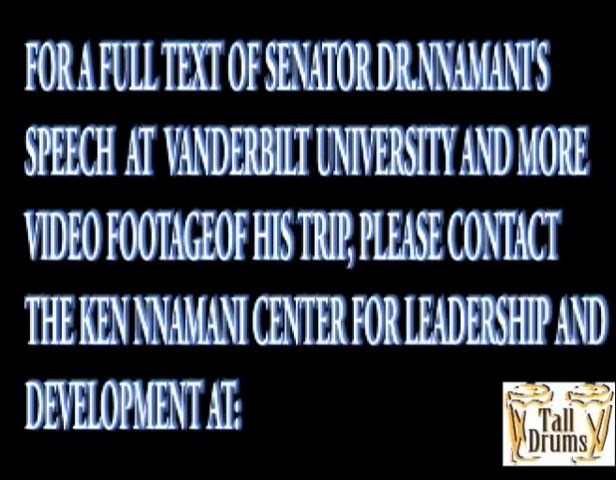 FOR A FULL TEXT OF SENATOR DR.NNAMANI'S
SPEECH AT VANDERBILT UNIVERSITY AND MORE
VIDEO FOOTAGEOF HIS TRIP, PLEASE CONTACT
THE KEN NNAMANI CENTER FOR LEADERSHIP AND
DEVELOPMENT AT:
Tall
Drums